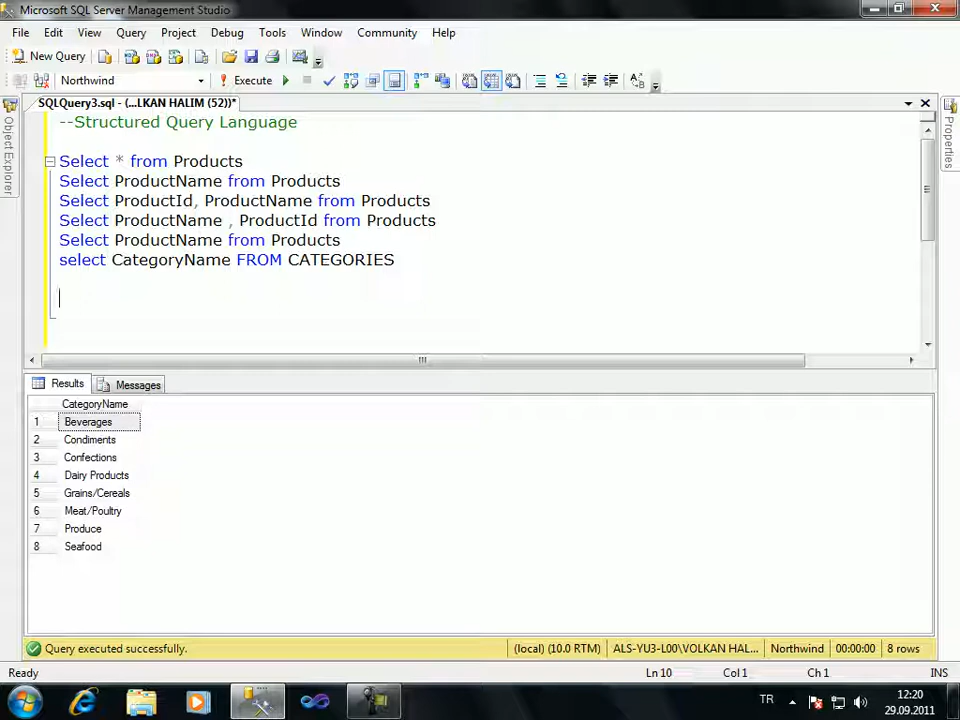 Microsoft SQL Server Management Studio
File Edit View Query Project Debug Tools Window Community Help
New Query
Northwind Execute
SQLQuery3.sql - (...LKAN HALIM (52))*
Object Explorer
Properties
--Structured Query Language
Select * from Products
Select ProductName from Products
Select ProductId, ProductName from Products
Select ProductName , ProductId from Products
Select ProductName from Products
select CategoryName FROM CATEGORIES
Results Messages
CategoryName
1 Beverages
2 Condiments
3 Confections
4 Dairy Products
5 Grains/Cereals
6 Meat/Poultry
7 Produce
8 Seafood
Query executed successfully. (local) (10.0 RTM) ALS-YU3-L00\VOLKAN HAL... Northwind 00:00:00 8 rows
Ready Ln 10 Col 1 Ch 1 INS
TR 12:20
29.09.2011